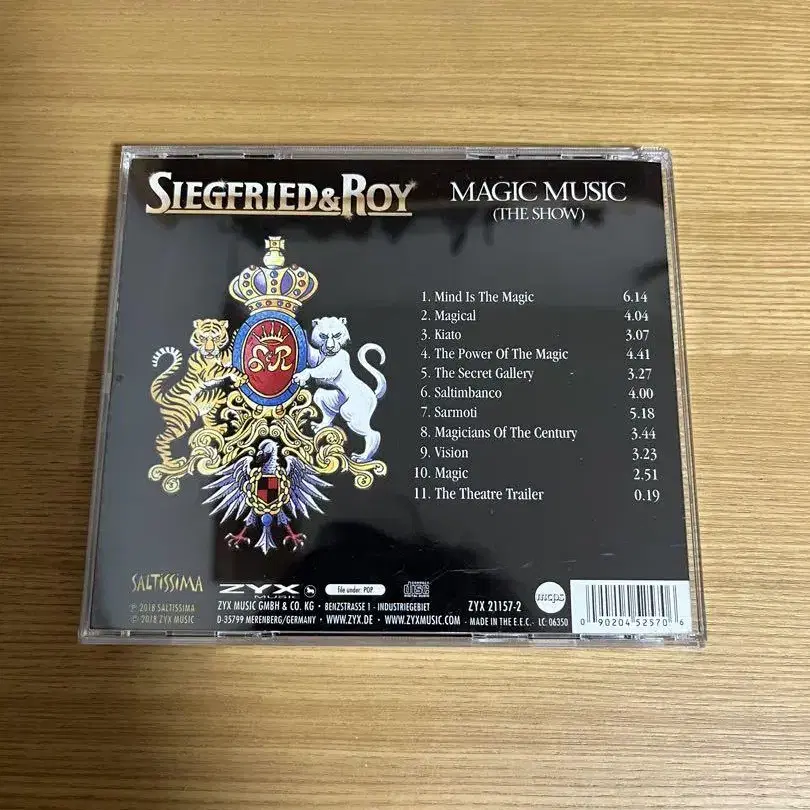 SIEGFRIED&ROY
MAGIC MUSIC
(THE SHOW)
S&R
1. Mind Is The Magic 6.14
2. Magical 4.04
3. Kiato 3.07
4. The Power Of The Magic 4.41
5. The Secret Gallery 3.27
6. Saltimbanco 4.00
7. Sarmoti 5.18
8. Magicians Of The Century 3.44
9. Vision 3.23
10. Magic 2.51
11. The Theatre Trailer 0.19
SALTISSIMA
℗ 2018 SALTISSIMA
© 2018 ZYX MUSIC
ZYX
MUSIC
file under: POP
disc
ZYX MUSIC GMBH & CO. KG • BENZSTRASSE 1 - INDUSTRIEGEBIET
D-35799 MERENBERG/GERMANY • WWW.ZYX.DE • WWW.ZYXMUSIC.COM
ZYX 21157-2
- MADE IN THE E.E.C. - LC: 06350
mcps
0 90204 52570 6